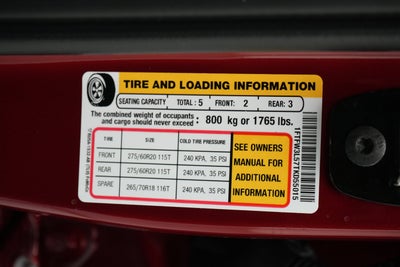 TIRE AND LOADING INFORMATION
SEATING CAPACITY TOTAL : 5 FRONT: 2 REAR: 3
The combined weight of occupants
and cargo should never exceed : 800 kg or 1765 lbs.
TIRE SIZE COLD TIRE PRESSURE
FRONT 275/60R20 115T 240 KPA, 35 PSI
REAR 275/60R20 115T 240 KPA, 35 PSI
SPARE 265/70R18 116T 240 KPA, 35 PSI
SEE OWNERS
MANUAL FOR
ADDITIONAL
INFORMATION